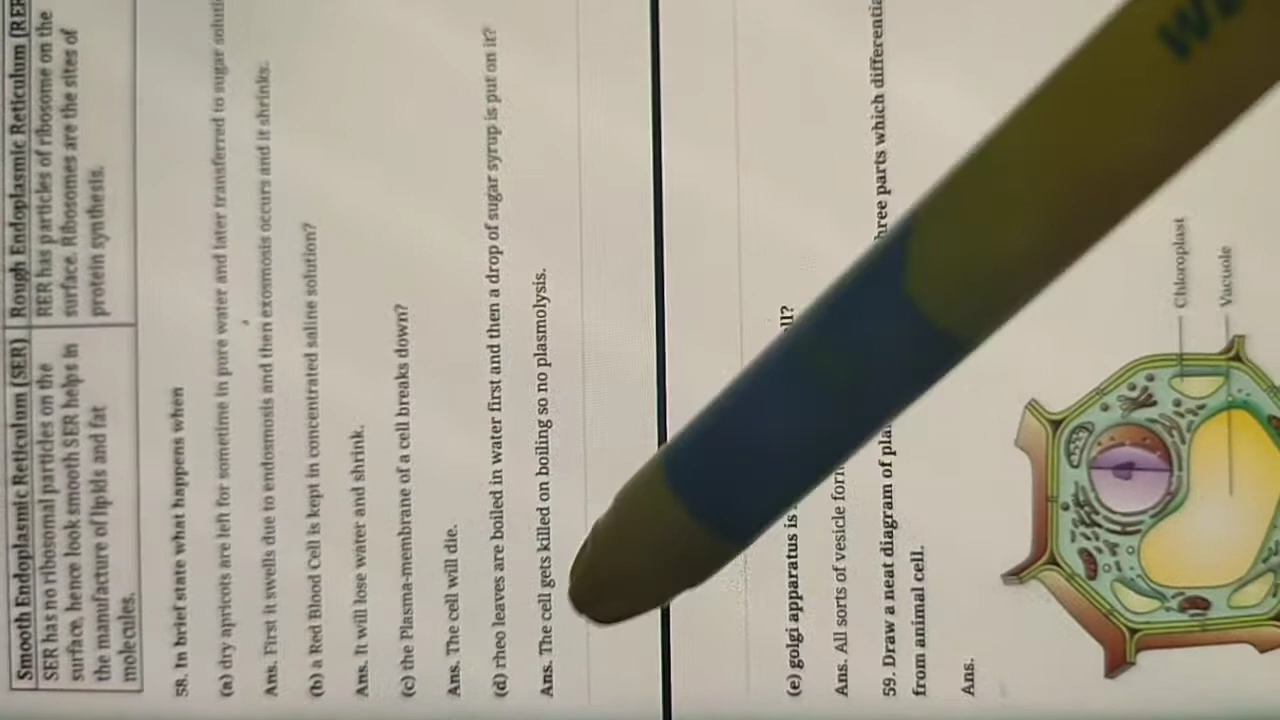 Smooth Endoplasmic Reticulum (SER)
SER has no ribosomal particles on the
surface, hence look smooth SER helps in
the manufacture of lipids and fat
molecules.
Rough Endoplasmic Reticulum (RER
RER has particles of ribosome on the
surface. Ribosomes are the sites of
protein synthesis.
58. In brief state what happens when
(a) dry apricots are left for sometime in pure water and later transferred to sugar
Ans. First it swells due to endosmosis and then exosmosis occurs and it shrinks.
(b) a Red Blood Cell is kept in concentrated saline solution?
Ans. It will lose water and shrink.
(c) the Plasma-membrane of a cell breaks down?
Ans. The cell will die.
(d) rheo leaves are boiled in water first and then a drop of sugar syrup is put on it?
Ans. The cell gets killed on boiling so no plasmolysis.
(e) golgi apparatus is
Ans. All sorts of vesicle
59. Draw a neat diagram of parts which
from animal cell.
Ans.
Chloroplast
Vacuole